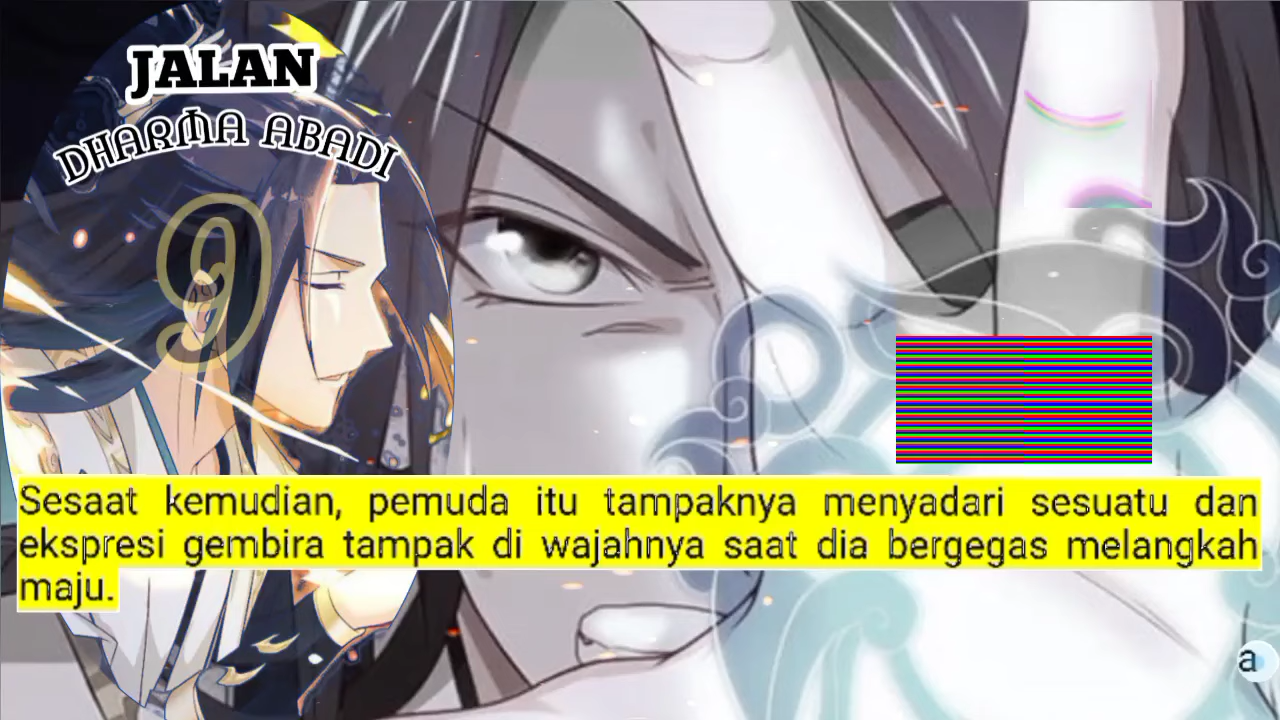 JALAN
DHARMA ABADI
9
Sesaat kemudian, pemuda itu tampaknya menyadari sesuatu dan
ekspresi gembira tampak di wajahnya saat dia bergegas melangkah
maju.
a